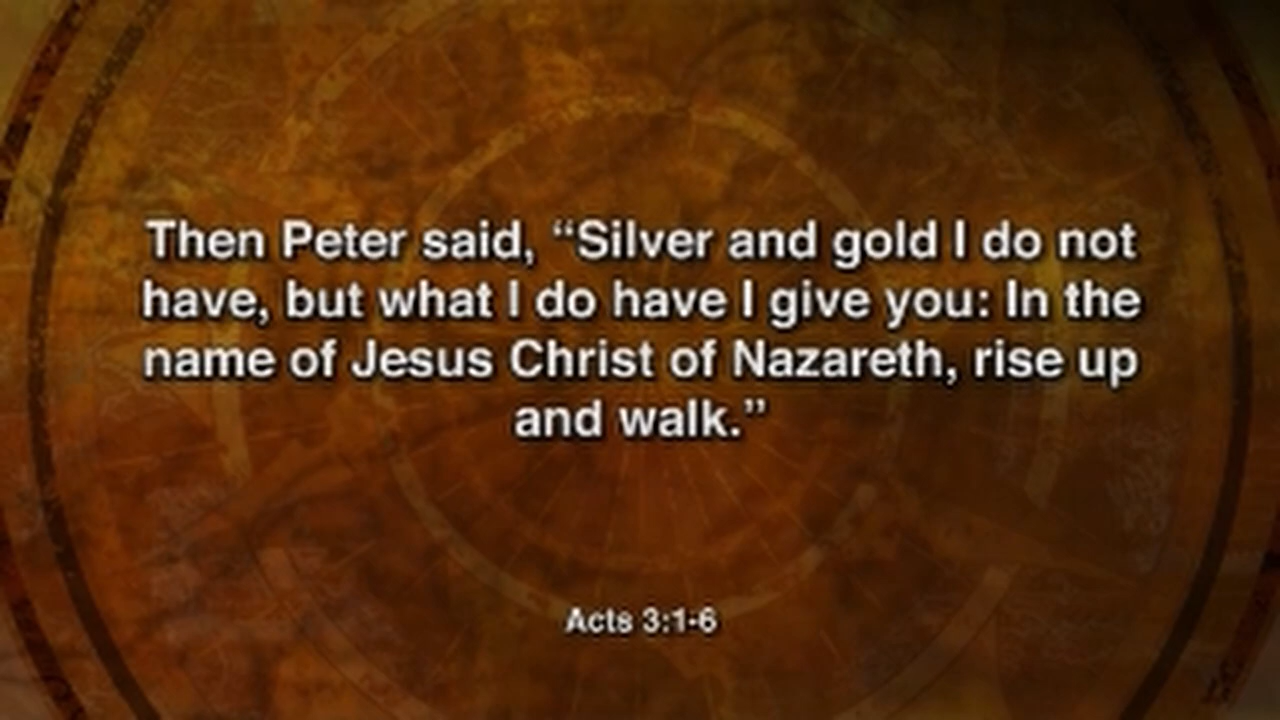 Then Peter said, “Silver and gold I do not
have, but what I do have I give you: In the
name of Jesus Christ of Nazareth, rise up
and walk.”
Acts 3:1-6